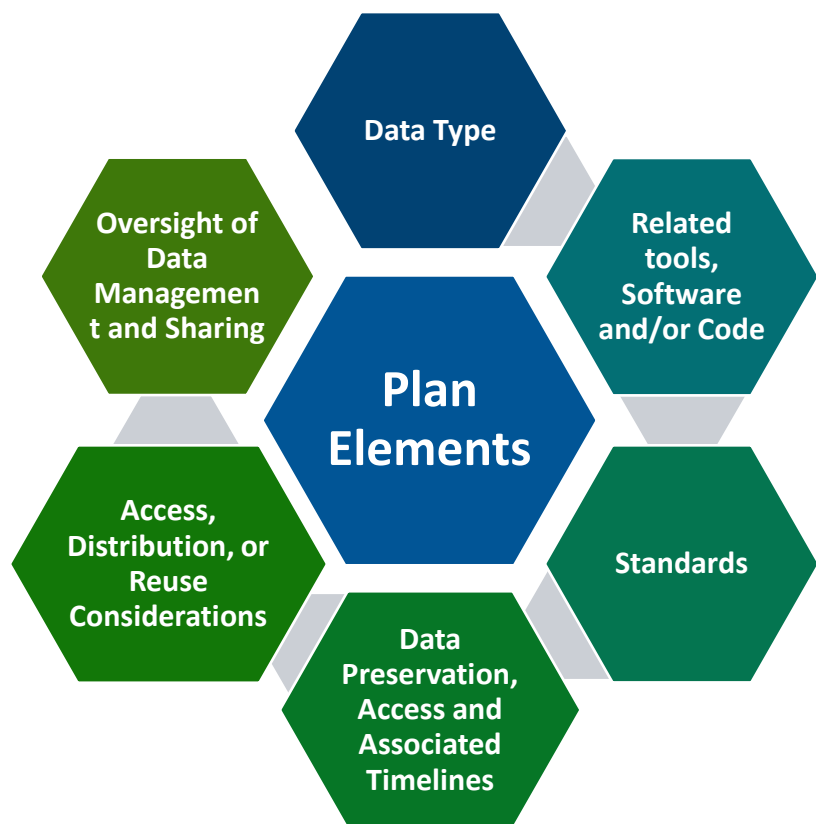 Data Type
Related
tools,
Software
and/or Code
Standards
Data
Preservation,
Access and
Associated
Timelines
Access,
Distribution, or
Reuse
Considerations
Oversight of
Data
Managemen
t and Sharing
Plan
Elements